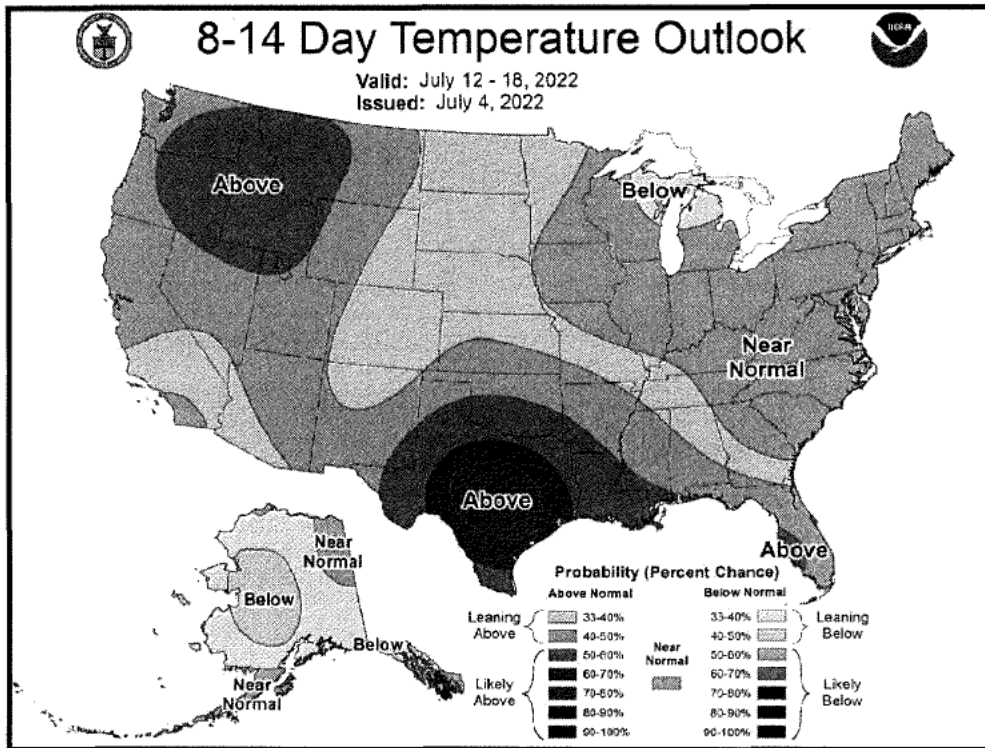 8-14 Day Temperature Outlook
Valid: July 12 - 18, 2022
Issued: July 4, 2022
Above
Below
Near
Normal
Above
Above
Near
Normal
Below
Below
Near
Normal
Probability (Percent Chance)
Above Normal
Below Normal
Leaning
Above
33-40%
40-50%
Likely
Above
50-60%
60-70%
70-80%
80-90%
90-100%
Near
Normal
33-40%
40-50%
Leaning
Below
50-60%
60-70%
70-80%
80-90%
90-100%
Likely
Below